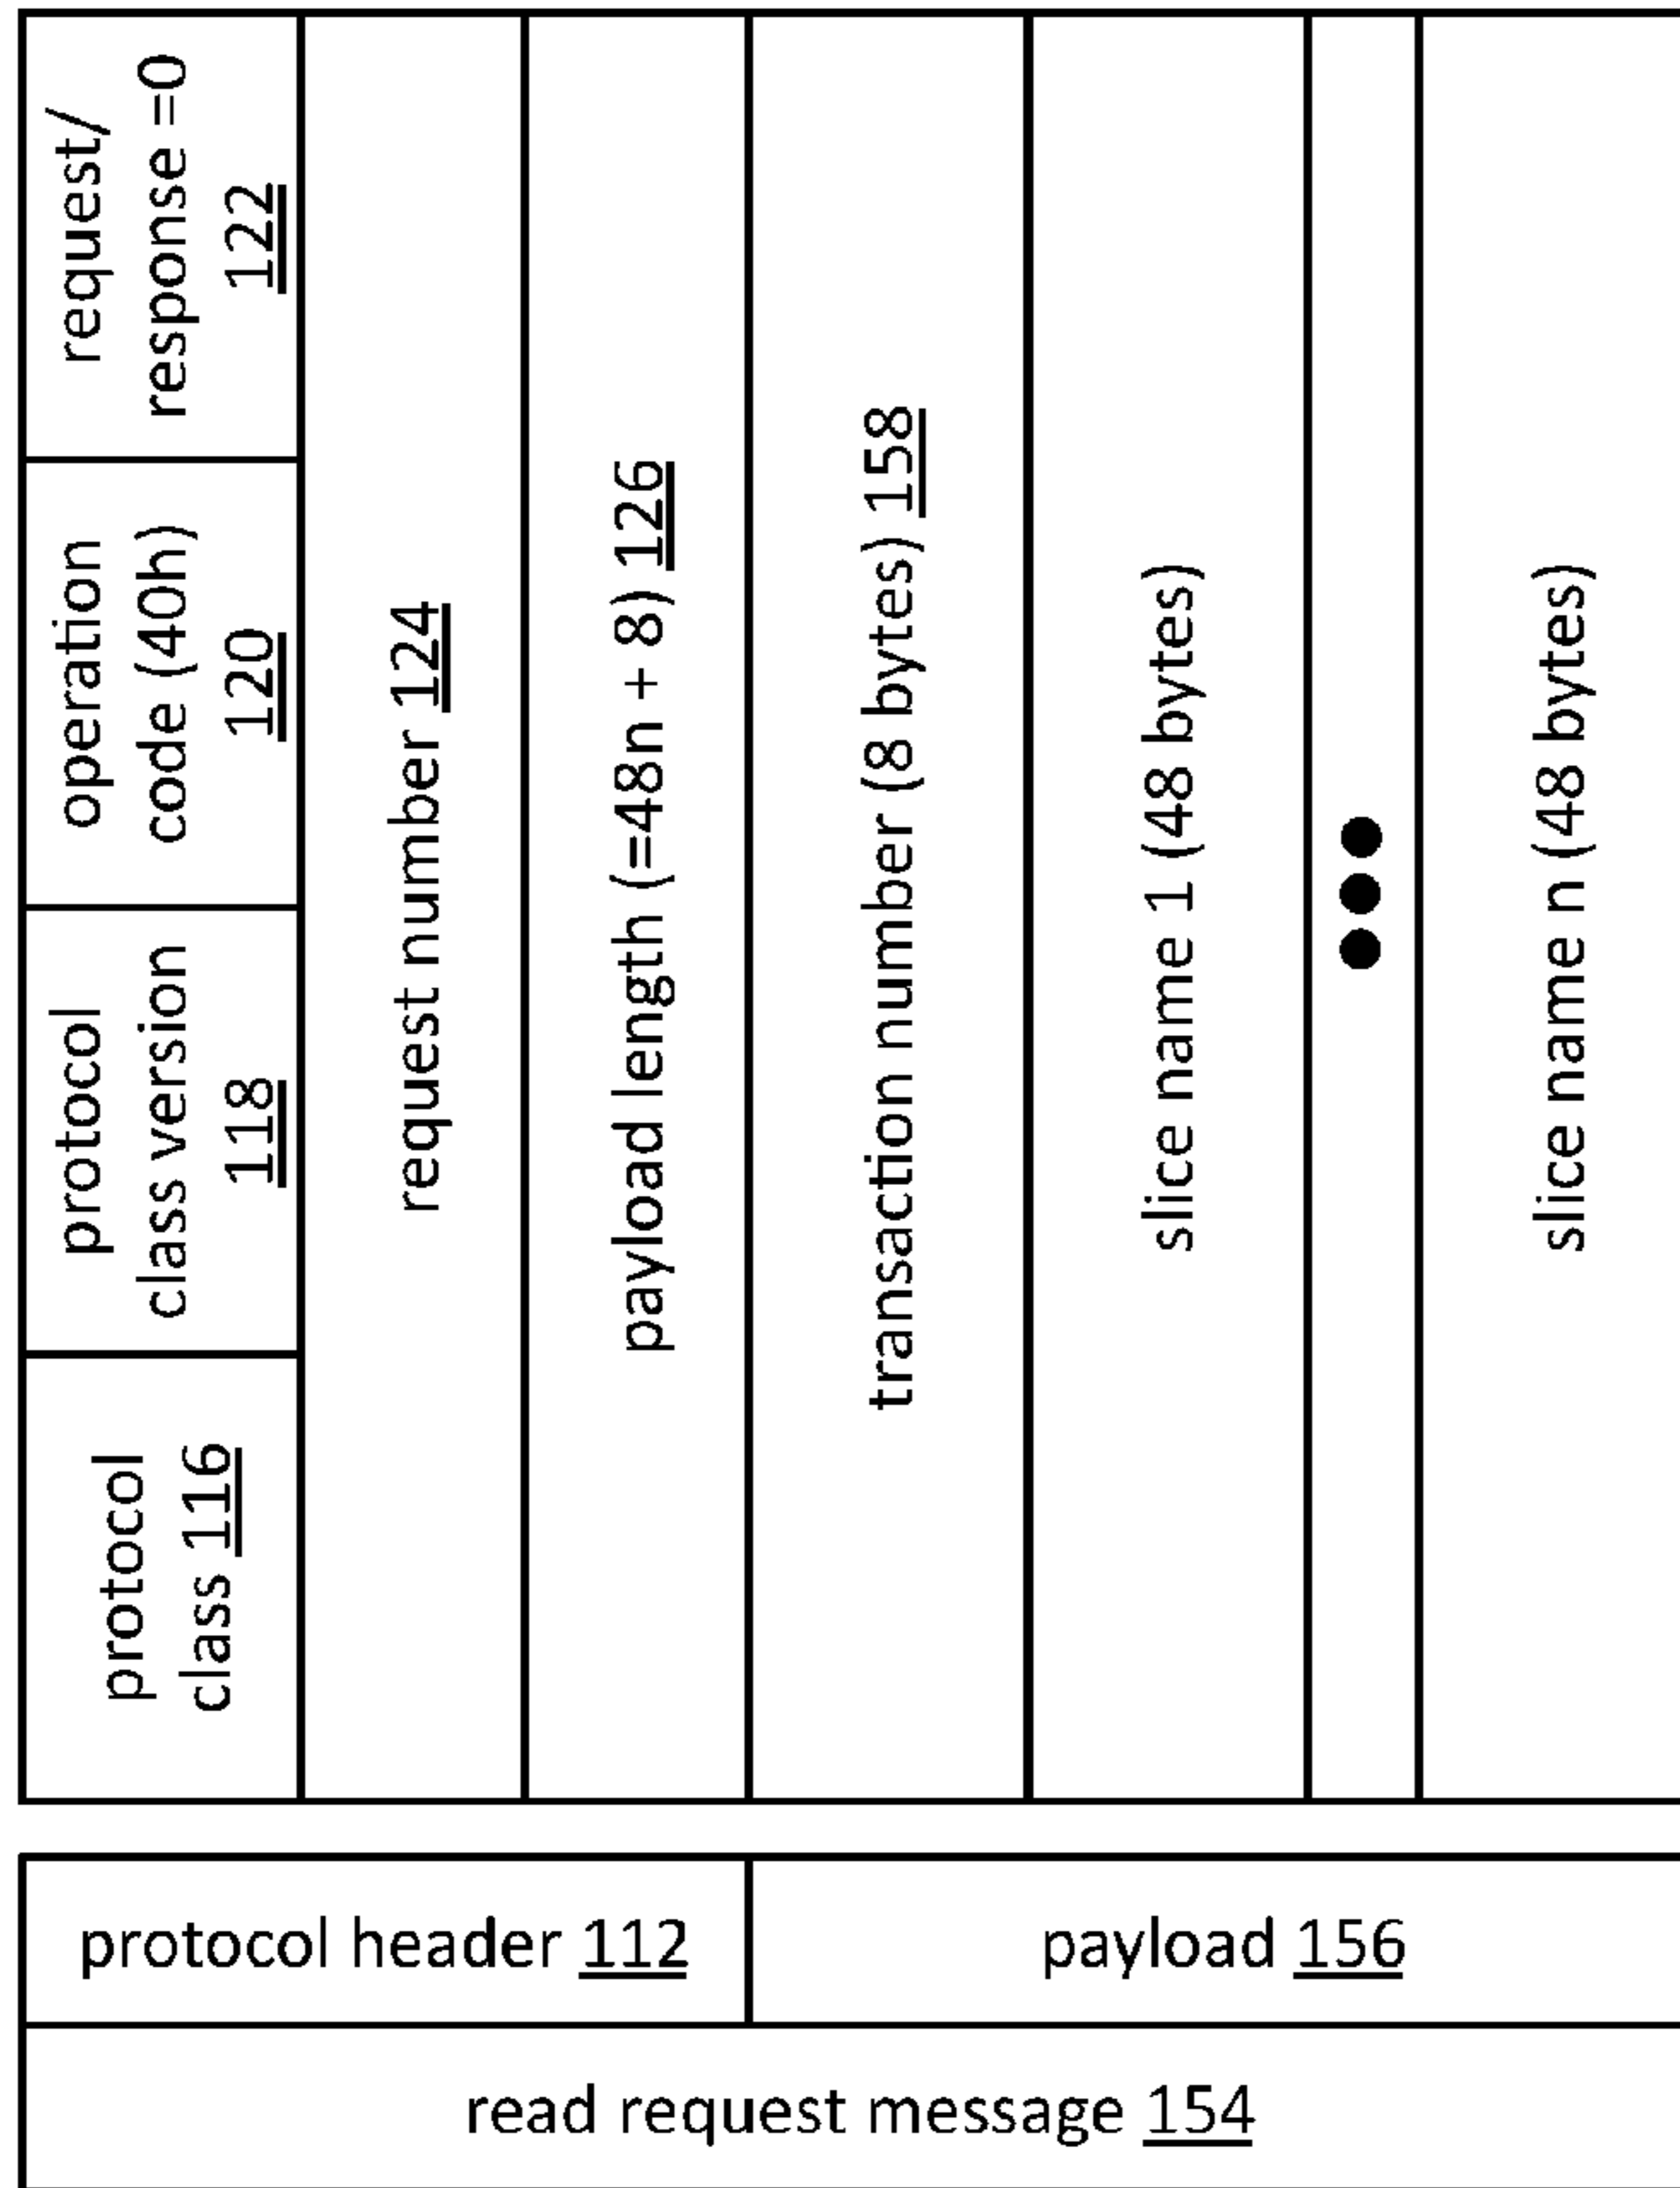 read request message 154
protocol header 112
payload 156
protocol
class 116
protocol
class version
118
operation
code (40h)
120
request/
response =0
122
request number 124
payload length (=48n + 8) 126
transaction number (8 bytes) 158
slice name 1 (48 bytes)
slice name n (48 bytes)